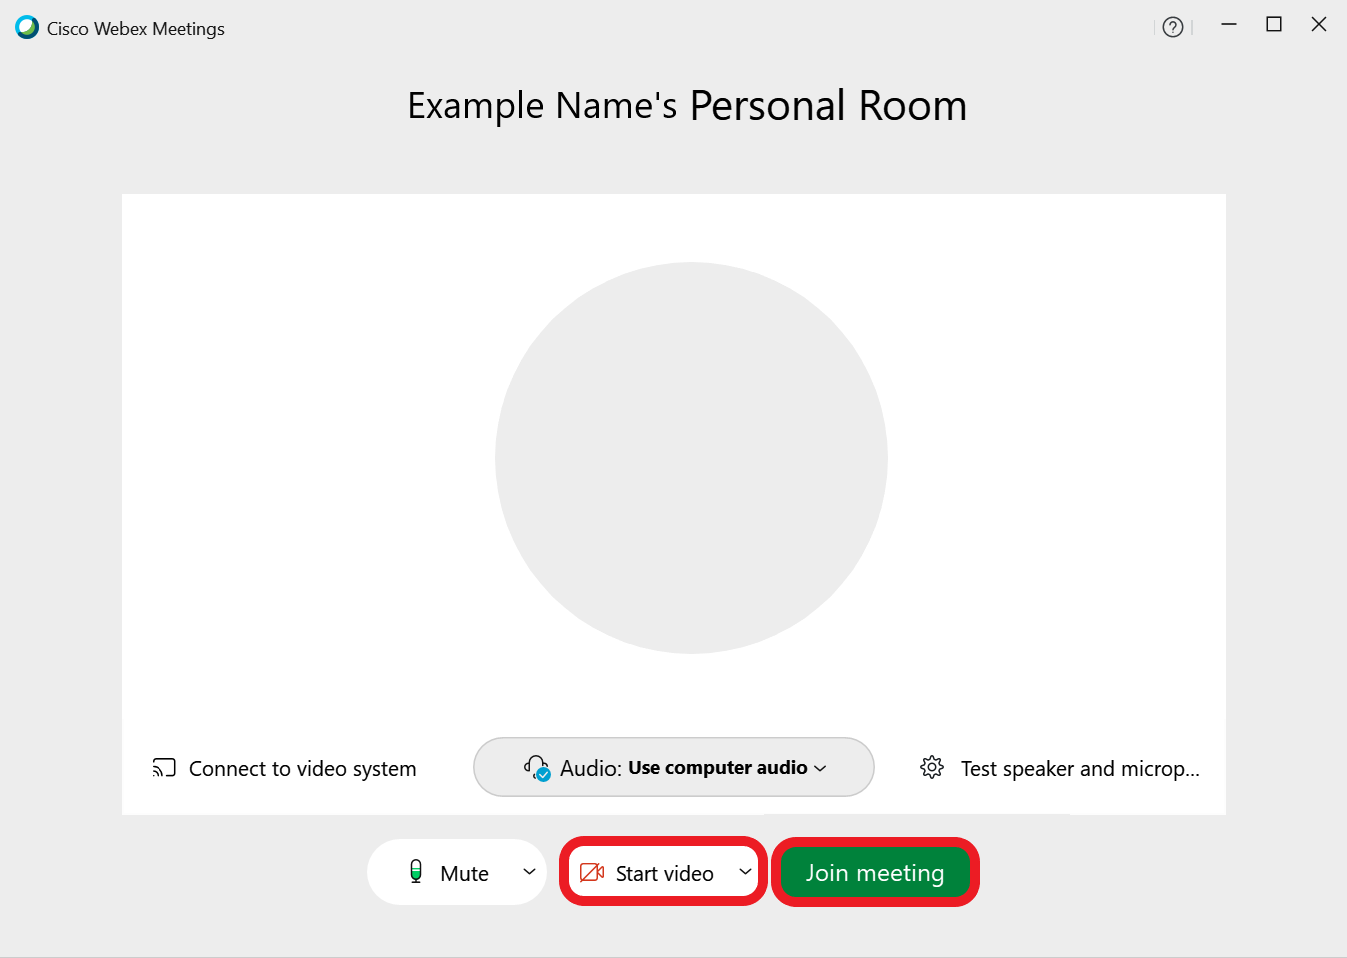 Cisco Webex Meetings
Example Name's Personal Room
Connect to video system
Audio: Use computer audio
Test speaker and microp...
Mute
Start video
Join meeting